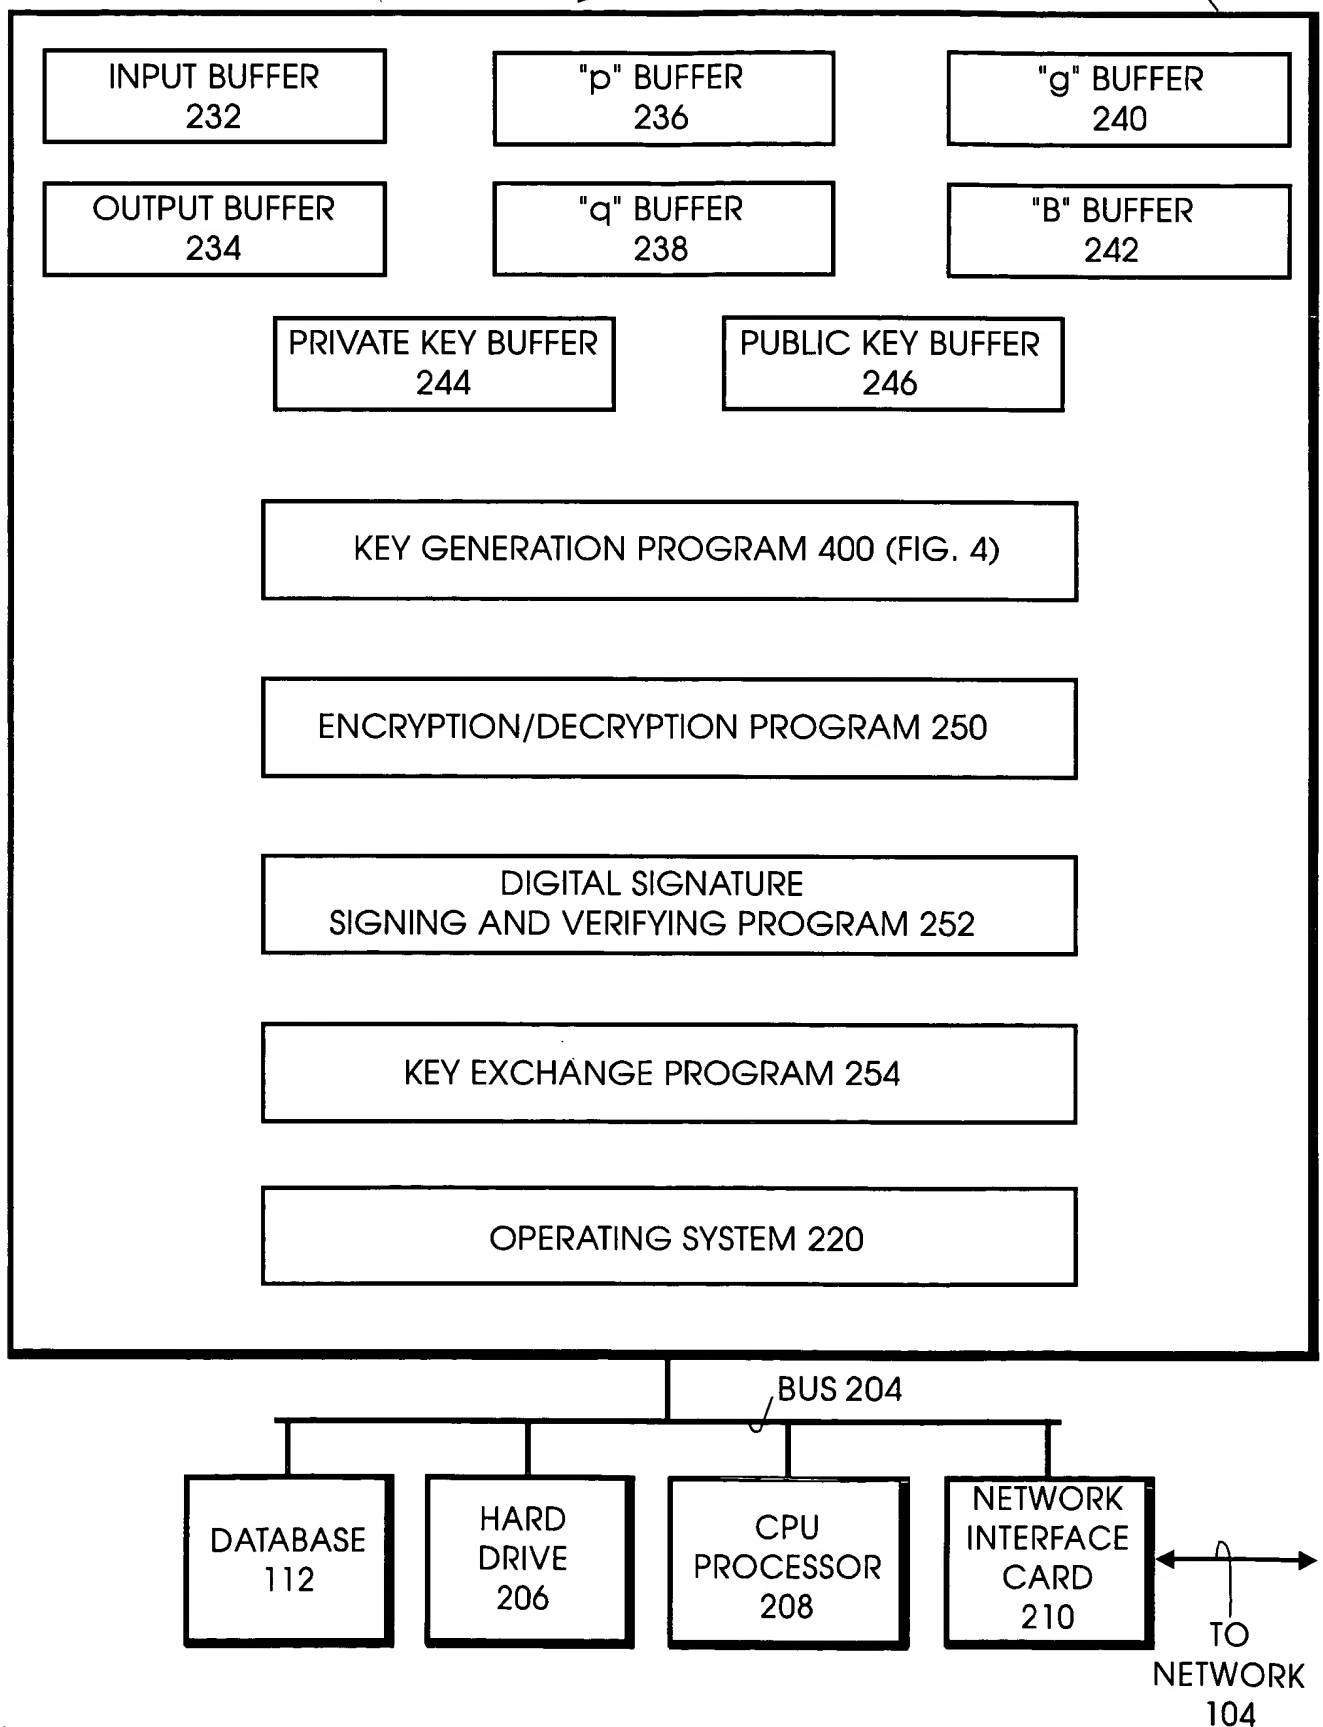 INPUT BUFFER
232
"p" BUFFER
236
"g" BUFFER
240
OUTPUT BUFFER
234
"q" BUFFER
238
"B" BUFFER
242
PRIVATE KEY BUFFER
244
PUBLIC KEY BUFFER
246
KEY GENERATION PROGRAM 400 (FIG. 4)
ENCRYPTION/DECRYPTION PROGRAM 250
DIGITAL SIGNATURE
SIGNING AND VERIFYING PROGRAM 252
KEY EXCHANGE PROGRAM 254
OPERATING SYSTEM 220
BUS 204
DATABASE
112
HARD
DRIVE
206
CPU
PROCESSOR
208
NETWORK
INTERFACE
CARD
210
TO
NETWORK
104